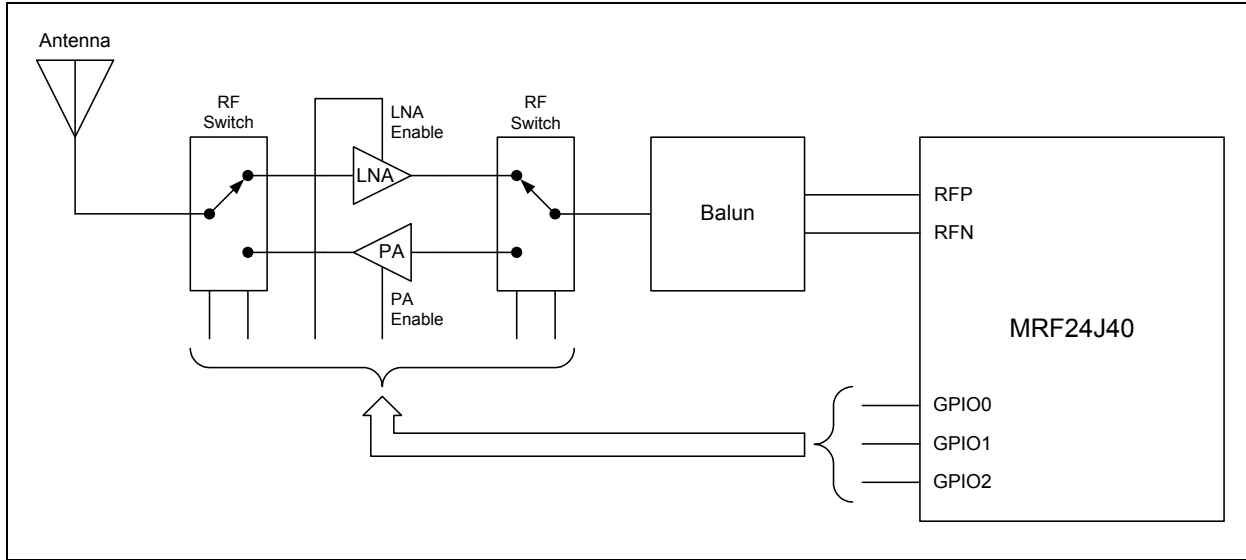 Antenna
RF
Switch
LNA
Enable
RF
Switch
LNA
PA
PA
Enable
Balun
RFP
RFN
MRF24J40
GPIO0
GPIO1
GPIO2